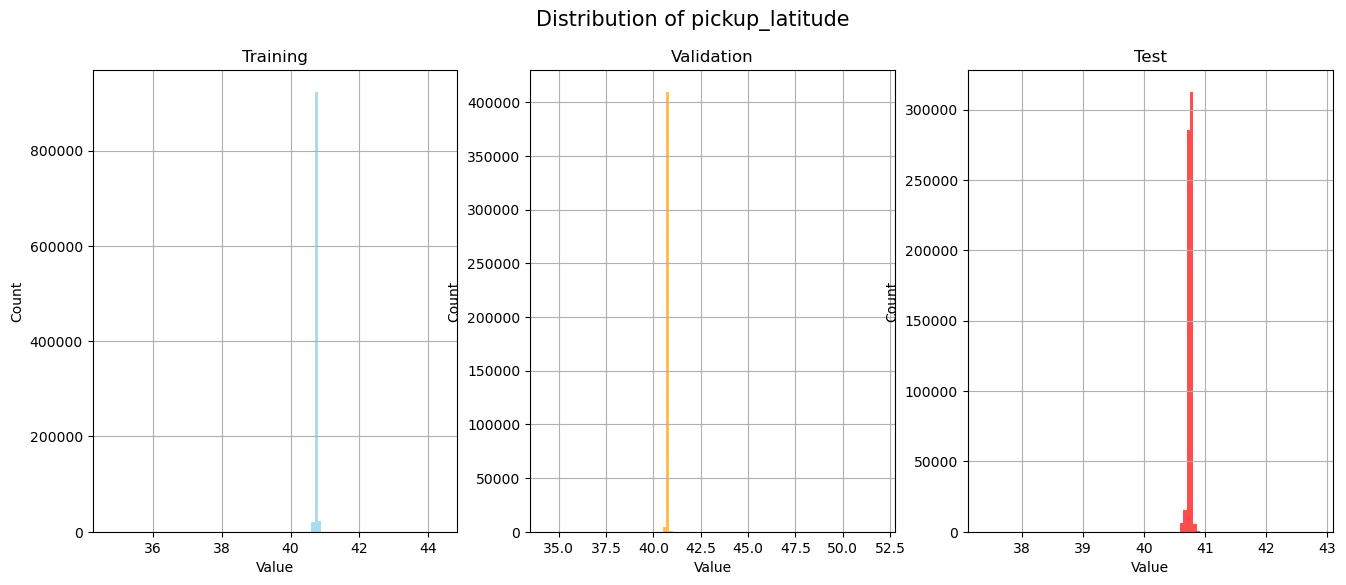 Distribution of pickup_latitude
Training
Count
800000
600000
400000
200000
0
36 38 40 42 44
Value
Validation
Count
400000
350000
300000
250000
200000
150000
100000
50000
0
35.0 37.5 40.0 42.5 45.0 47.5 50.0 52.5
Value
Test
Count
300000
250000
200000
150000
100000
50000
0
38 39 40 41 42 43
Value